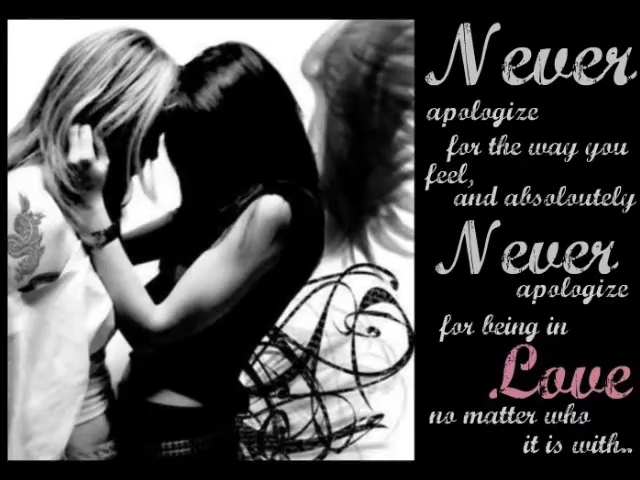 Never
apologize
for the way you
feel,
and absoloutely
Never
apologize
for being in
Love
no matter who
it is with..